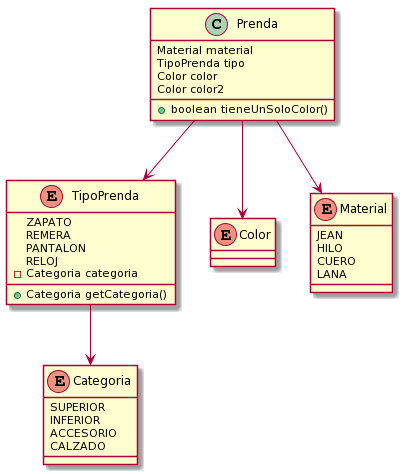 C Prenda
Material material
TipoPrenda tipo
Color color
Color color2
boolean tieneUnSoloColor()
E TipoPrenda
ZAPATO
REMERA
PANTALON
RELOJ
Categoria categoria
Categoria getCategoria()
E Color
E Material
JEAN
HILO
CUERO
LANA
E Categoria
SUPERIOR
INFERIOR
ACCESORIO
CALZADO